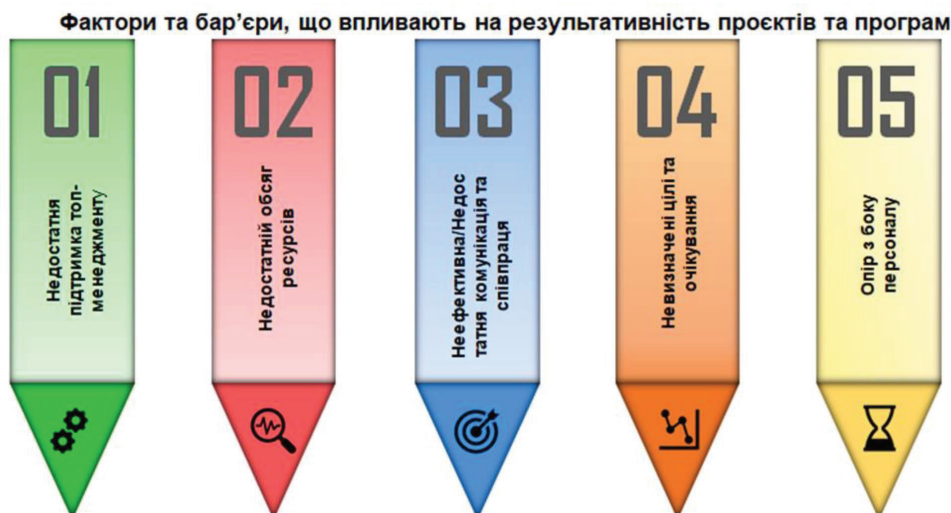 Фактори та бар’єри, що впливають на результативність проєктів та програм
01
Недостатня
підтримка топ-
менеджменту
02
Недостатній обсяг
ресурсів
03
Неефективна/Недос
татня комунікація та
співпраця
04
Невизначені цілі та
очікування
05
Опір з боку
персоналу